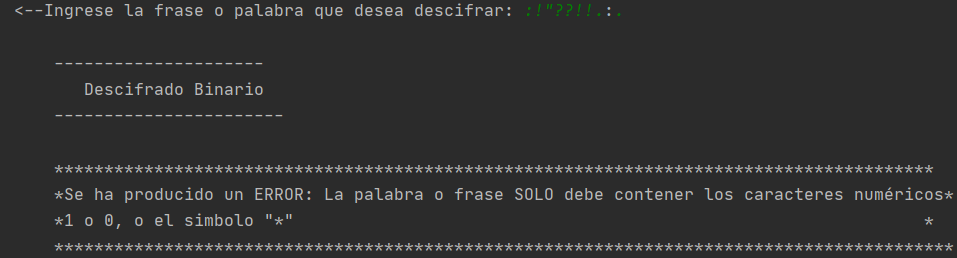 <--Ingrese la frase o palabra que desea descifrar: :!"??!!.:.
---------------------
Descifrado Binario
-----------------------
****************************************************************************************
*Se ha producido un ERROR: La palabra o frase SOLO debe contener los caracteres numéricos*
*1 o 0, o el simbolo "*" *
******************************************************************************************